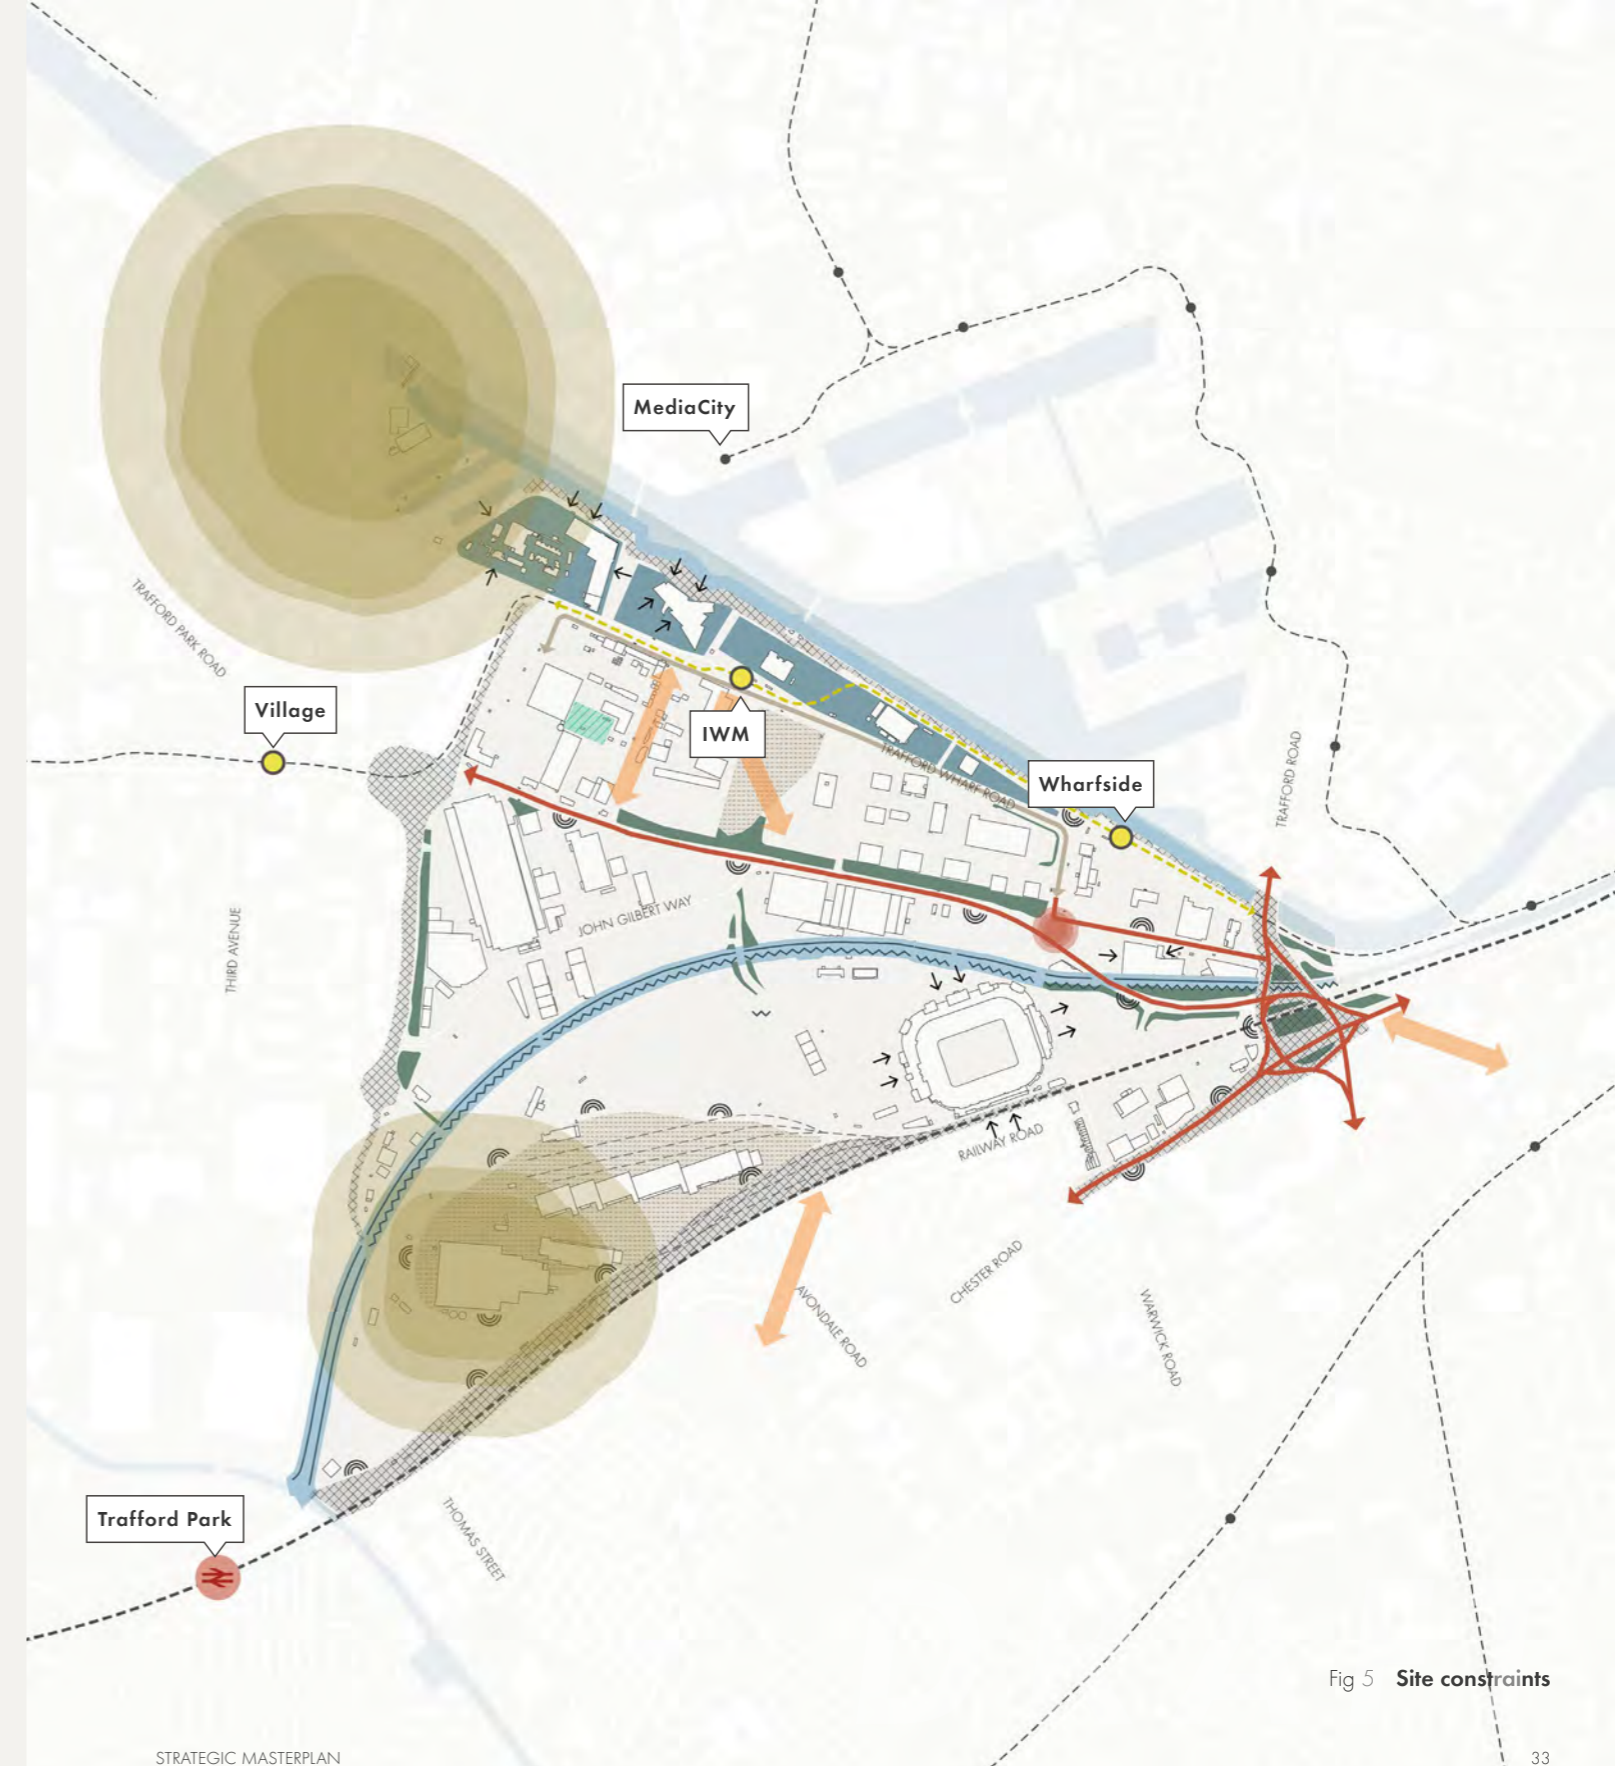 MediaCity
TRAFFORD PARK ROAD
Village
IWM
TRAFFORD WHARF ROAD
Wharfside
TRAFFORD ROAD
THIRD AVENUE
JOHN GILBERT WAY
RAILWAY ROAD
CHESTER ROAD
AVONDALE ROAD
WARWICK ROAD
Trafford Park
THOMAS STREET
Fig 5 Site constraints
STRATEGIC MASTERPLAN
33